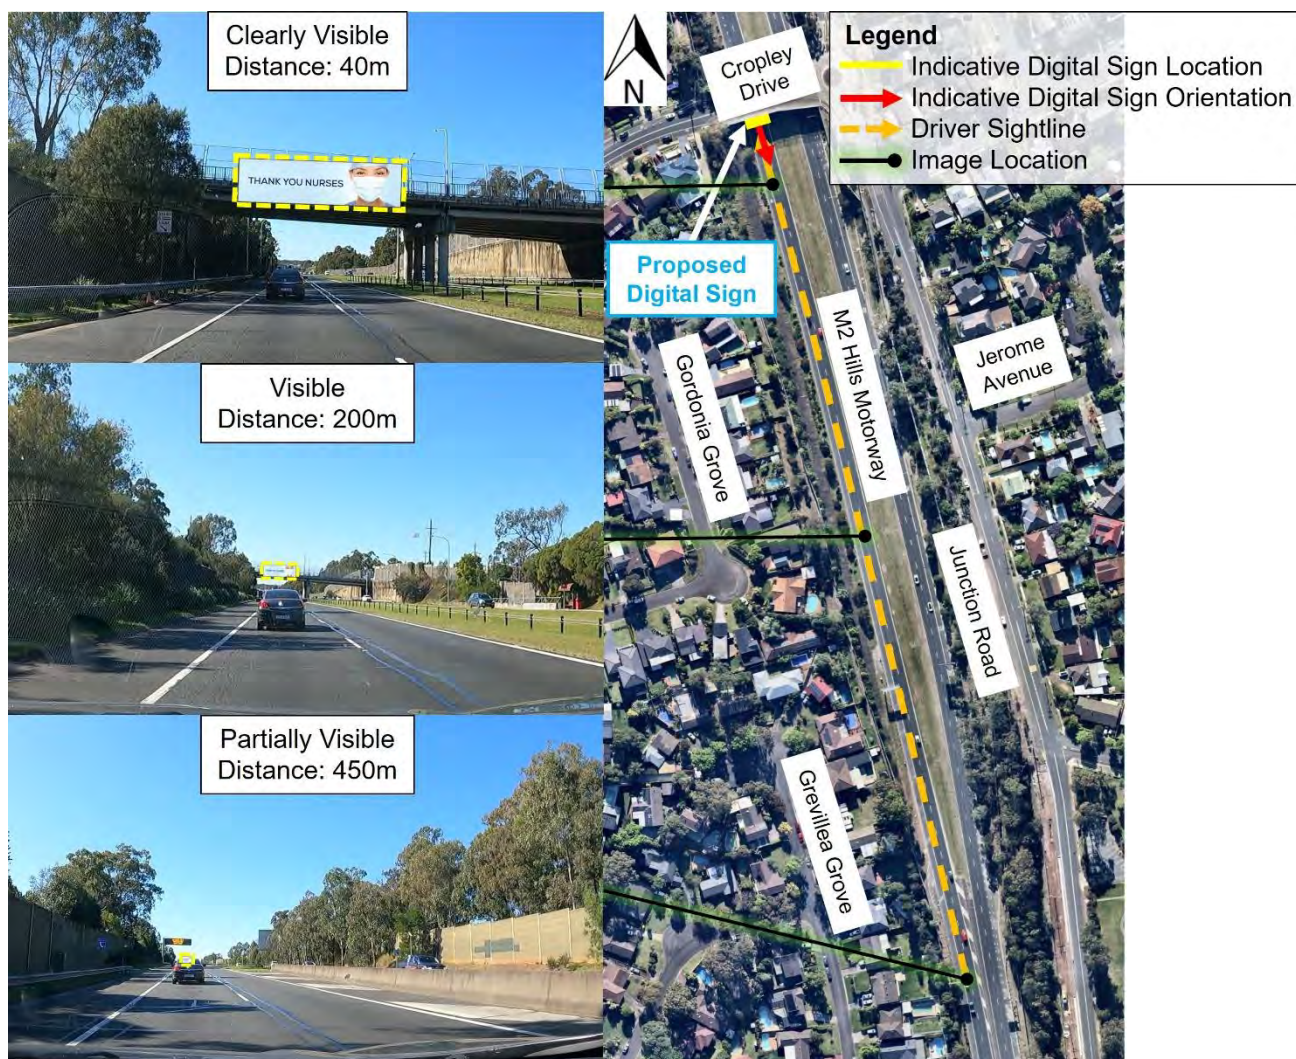 Clearly Visible
Distance: 40m
THANK YOU NURSES
Visible
Distance: 200m
Partially Visible
Distance: 450m
N
Cropley
Drive
Legend
Indicative Digital Sign Location
Indicative Digital Sign Orientation
Driver Sightline
Image Location
Proposed
Digital Sign
M2 Hills Motorway
Gordonia Grove
Jerome
Avenue
Junction Road
Grevillea Grove